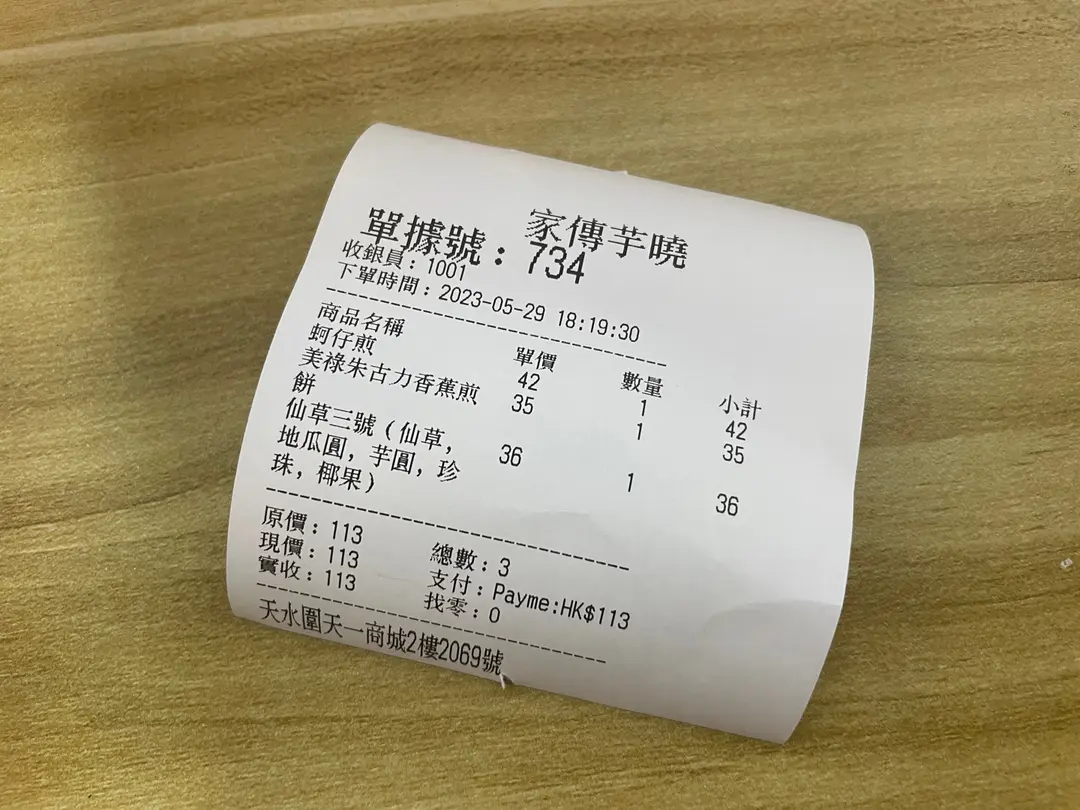 家傳芋曉
單據號：734
收銀員：1001
下單時間：2023-05-29 18:19:30
商品名稱 單價 數量 小計
蚵仔煎 42 1 42
美祿朱古力香蕉煎 35 1 35
餅
仙草三號（仙草， 36 1 36
地瓜圓，芋圓，珍
珠，椰果）
原價：113 總數：3
現價：113 支付：Payme:HK$113
實收：113 找零：0
天水圍天一商城2樓2069號